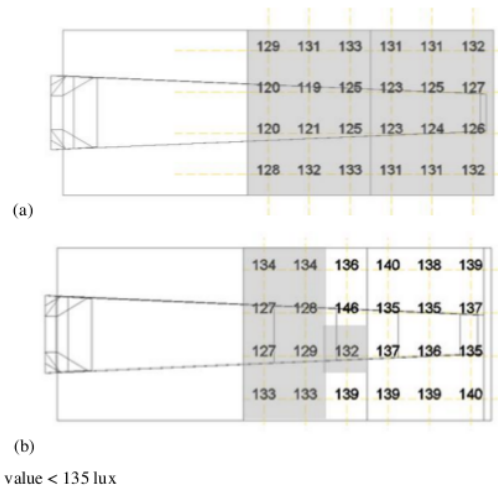 129 131 133 131 131 132
120 119 125 123 125 127
120 121 125 123 124 126
128 132 133 131 131 132
(a)
134 134 136 140 138 139
127 128 146 135 135 137
127 129 132 137 136 135
133 133 139 139 139 140
(b)
value < 135 lux